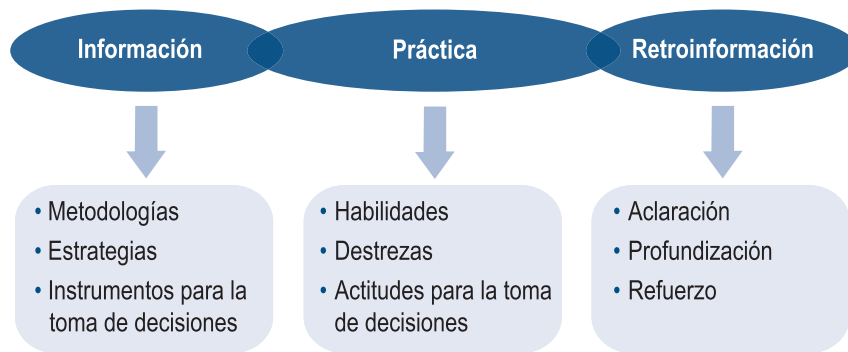 Información
Práctica
Retroinformación
• Metodologías
• Estrategias
• Instrumentos para la
toma de decisiones
• Habilidades
• Destrezas
• Actitudes para la toma
de decisiones
• Aclaración
• Profundización
• Refuerzo